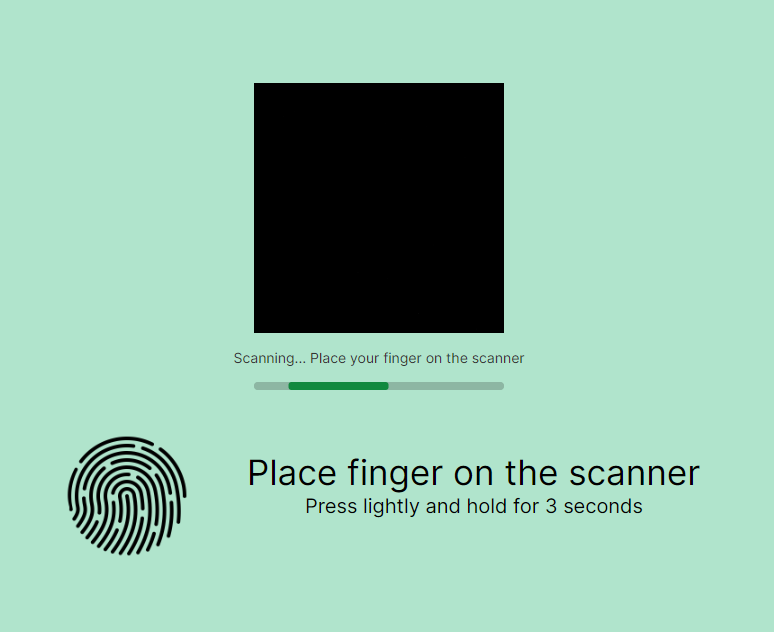 Scanning... Place your finger on the scanner
Place finger on the scanner
Press lightly and hold for 3 seconds